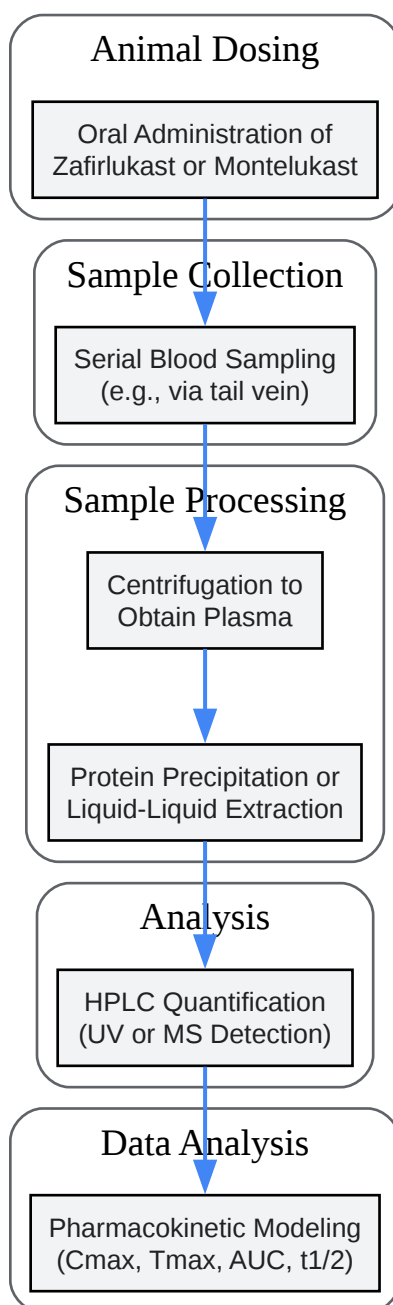 Animal Dosing
Oral Administration of
Zafirlukast or Montelukast
Sample Collection
Serial Blood Sampling
(e.g., via tail vein)
Sample Processing
Centrifugation to
Obtain Plasma
Protein Precipitation or
Liquid-Liquid Extraction
Analysis
HPLC Quantification
(UV or MS Detection)
Data Analysis
Pharmacokinetic Modeling
(Cmax, Tmax, AUC, t1/2)